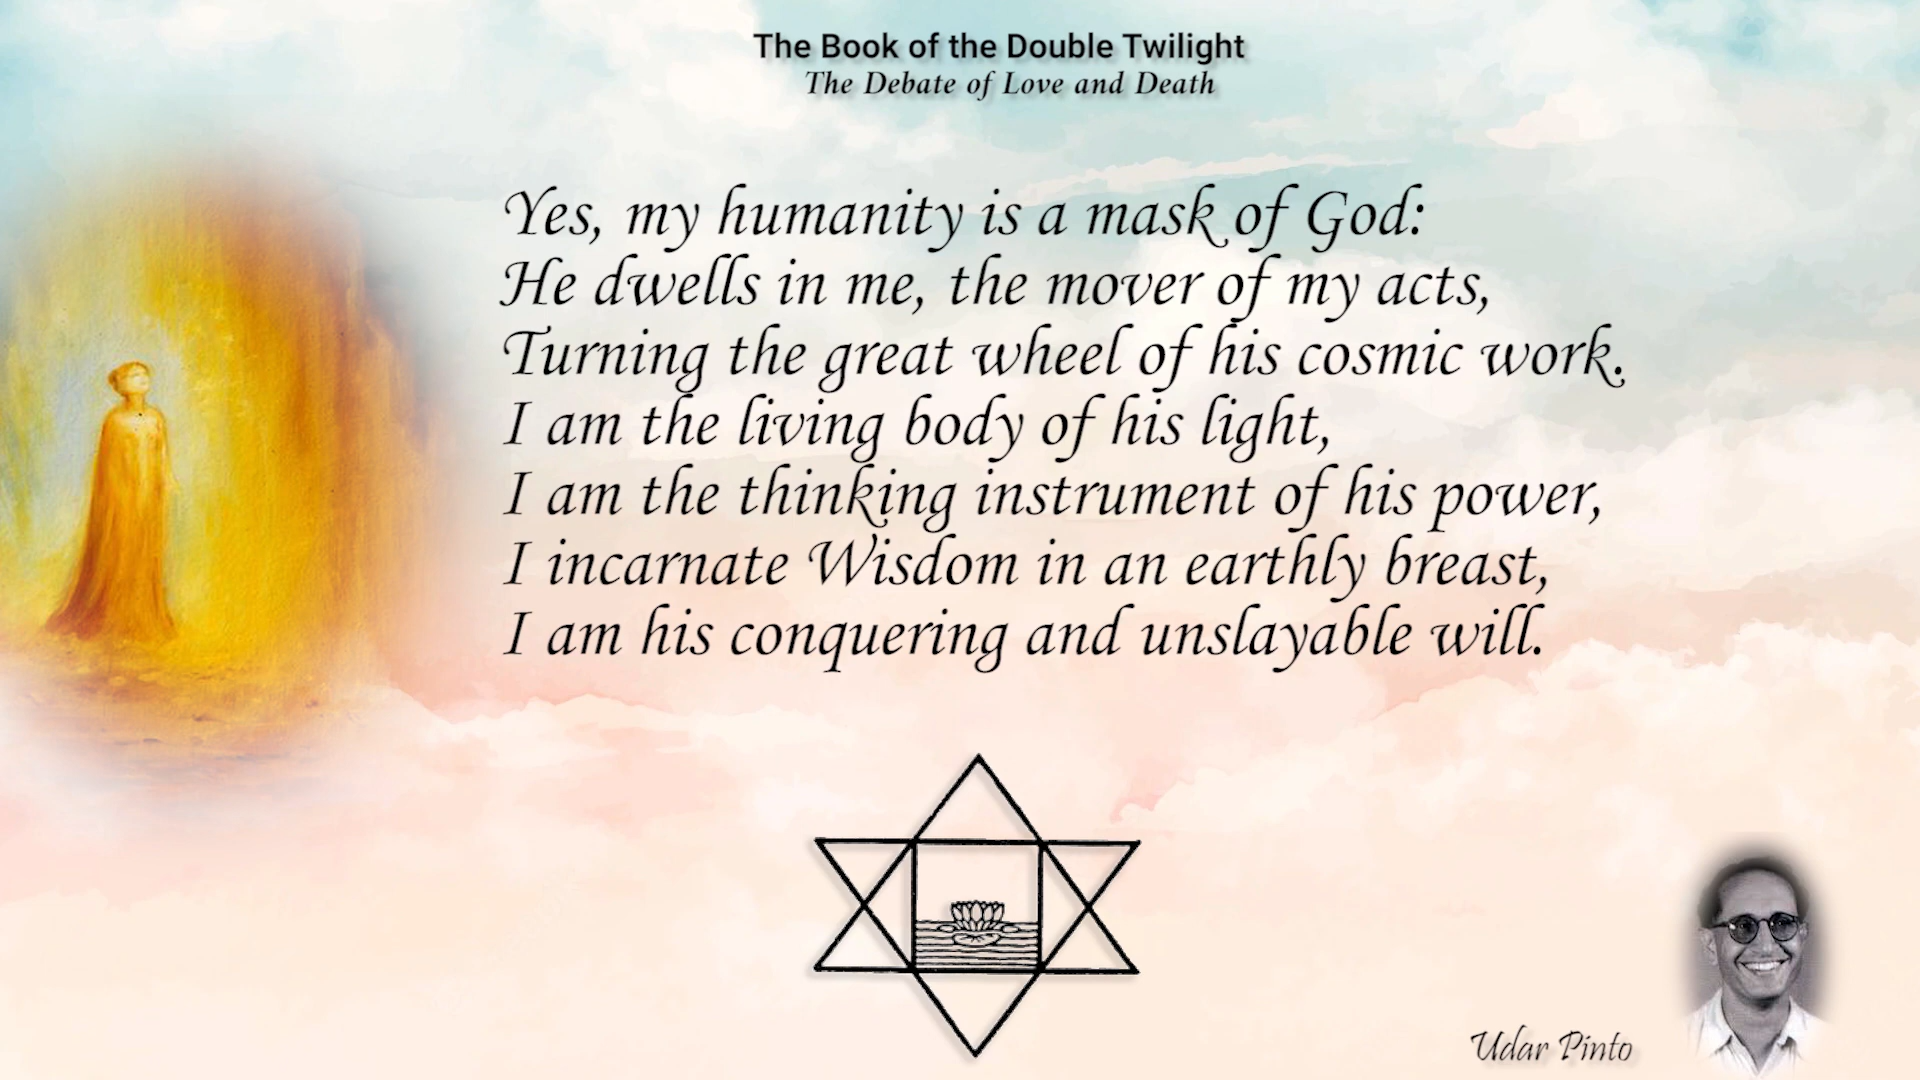 The Book of the Double Twilight
The Debate of Love and Death
Yes, my humanity is a mask of God:
He dwells in me, the mover of my acts,
Turning the great wheel of his cosmic work.
I am the living body of his light,
I am the thinking instrument of his power,
I incarnate Wisdom in an earthly breast,
I am his conquering and unslayable will.
Udar Pinto